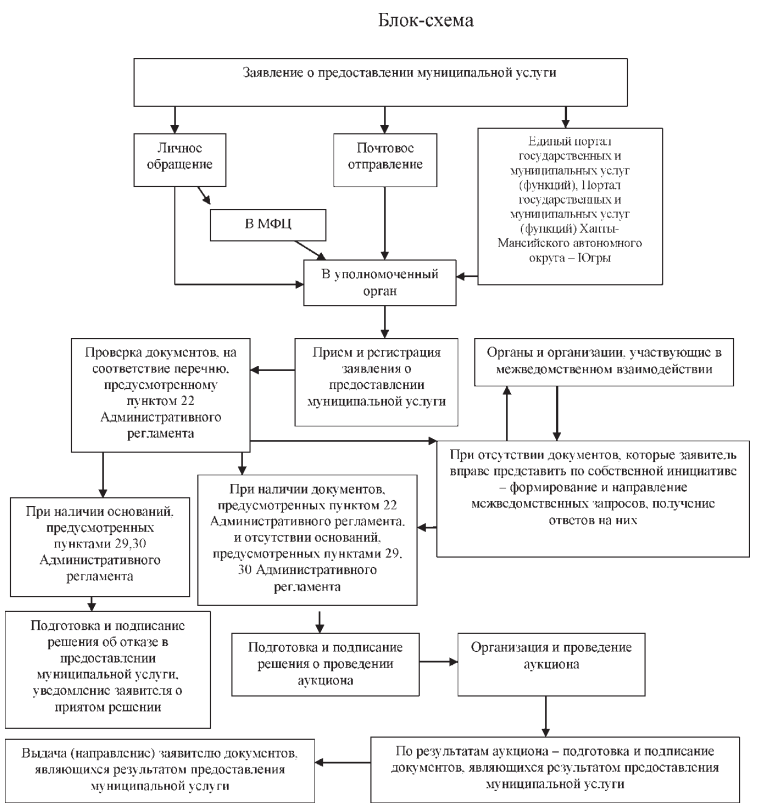 Блок-схема
Заявление о предоставлении муниципальной услуги
Личное
обращение
Почтовое
отправление
Единый портал
государственных и
муниципальных услуг
(функций), Портал
государственных и
муниципальных услуг
(функций) Ханты-
Мансийского автономного
округа – Югры
В МФЦ
В уполномоченный
орган
Проверка документов, на
соответствие перечню,
предусмотренному
пунктом 22
Административного
регламента
Прием и регистрация
заявления о
предоставлении
муниципальной услуги
Органы и организации, участвующие в
межведомственном взаимодействии
При отсутствии документов, которые заявитель
вправе представить по собственной инициативе
– формирование и направление
межведомственных запросов, получение
ответов на них
При наличии оснований,
предусмотренных
пунктами 29,30
Административного
регламента
При наличии документов,
предусмотренных пунктом 22
Административного регламента,
и отсутствии оснований,
предусмотренных пунктами 29,
30 Административного
регламента
Подготовка и подписание
решения об отказе в
предоставлении
муниципальной услуги,
уведомление заявителя о
принятом решении
Подготовка и подписание
решения о проведении
аукциона
Организация и проведение
аукциона
Выдача (направление) заявителю документов,
являющихся результатом предоставления
муниципальной услуги
По результатам аукциона – подготовка и подписание
документов, являющихся результатом предоставления
муниципальной услуги